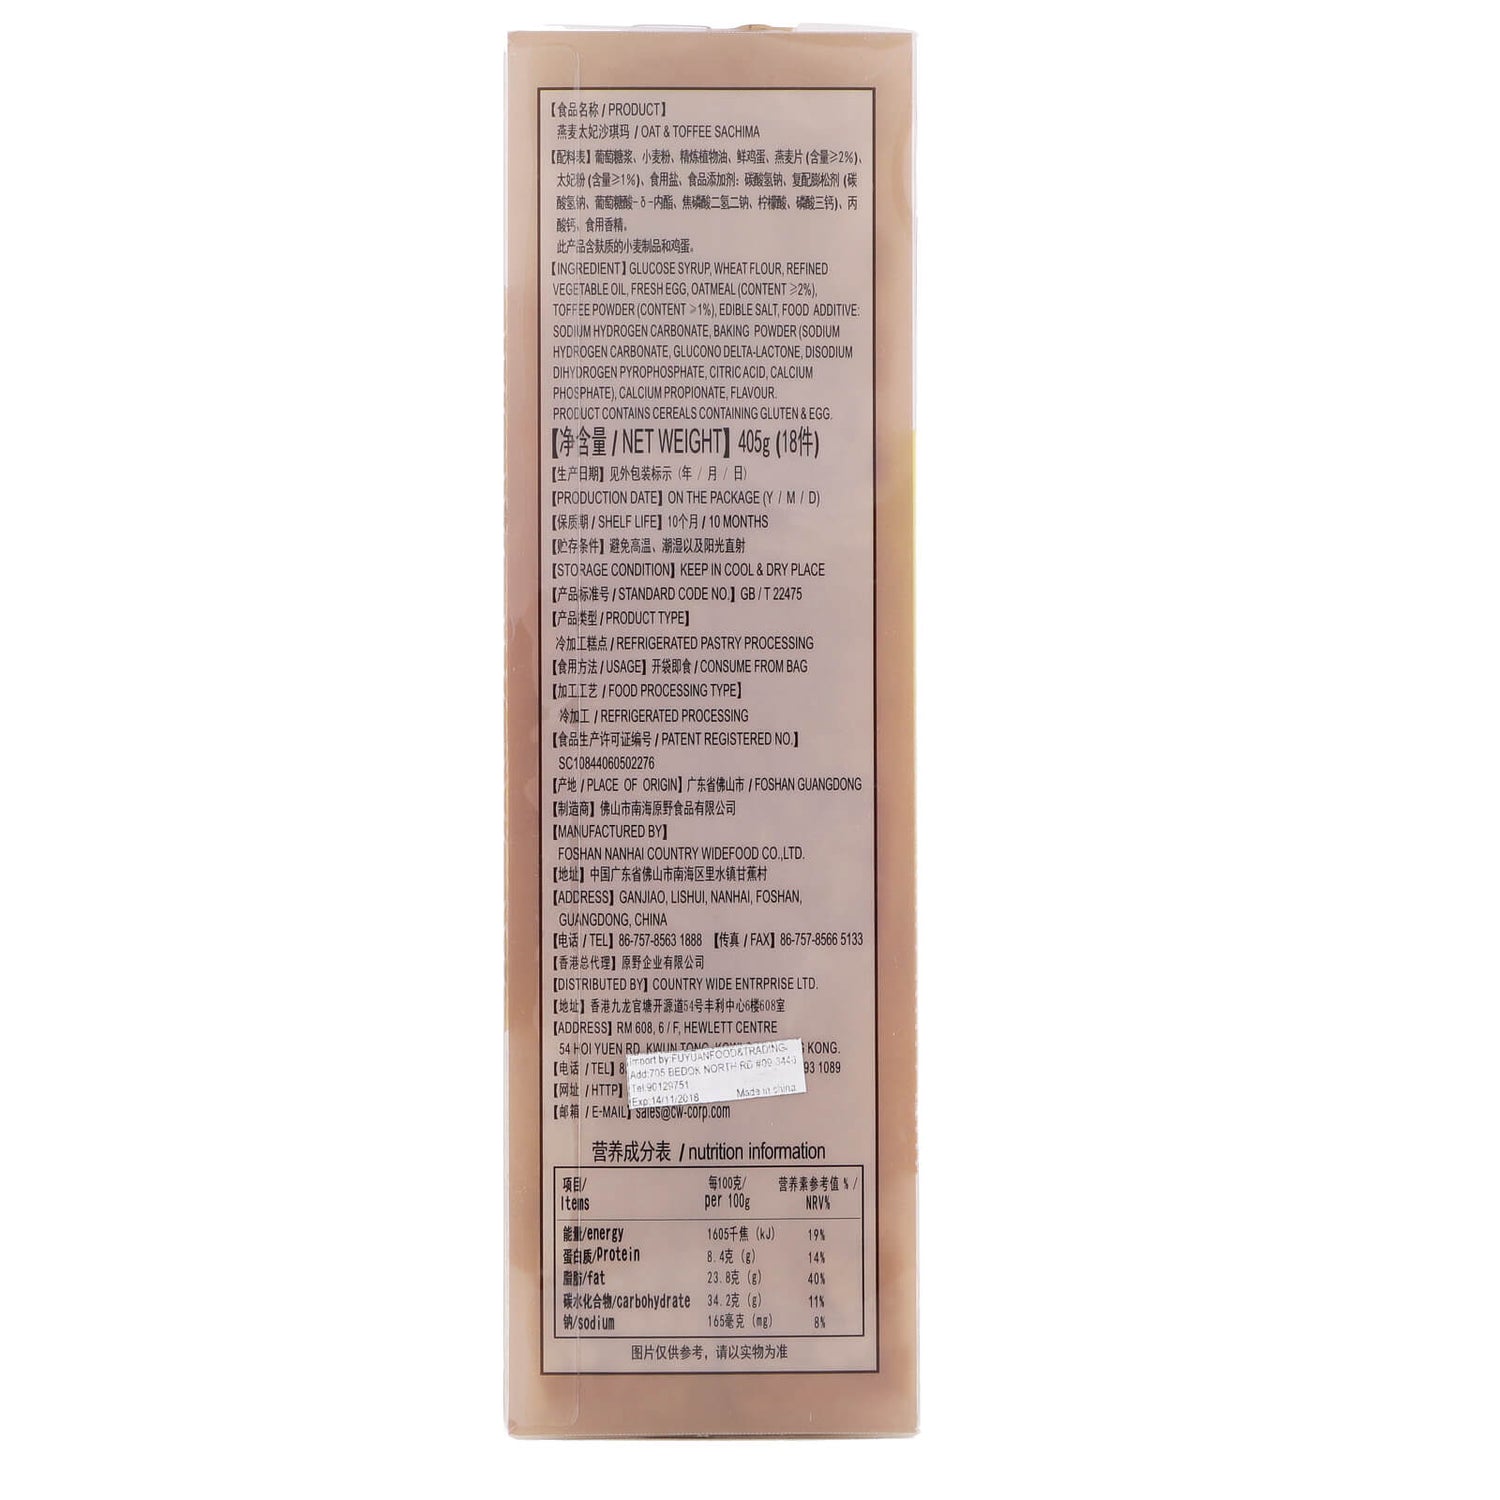 【食品名称 / PRODUCT】
燕麦太妃沙琪玛 / OAT & TOFFEE SACHIMA
【配料表】葡萄糖浆、小麦粉、精炼植物油、鲜鸡蛋、燕麦片 (含量≥2%)、
太妃粉 (含量≥1%)、食用盐、食品添加剂：碳酸氢钠、复配膨松剂 (碳
酸氢钠、葡萄糖酸-δ-内酯、焦磷酸二氢二钠、柠檬酸、磷酸三钙)、丙
酸钙、食用香精。
此产品含麸质的小麦制品和鸡蛋。
【INGREDIENT】GLUCOSE SYRUP, WHEAT FLOUR, REFINED
VEGETABLE OIL, FRESH EGG, OATMEAL (CONTENT ≥2%),
TOFFEE POWDER (CONTENT ≥1%), EDIBLE SALT, FOOD ADDITIVE:
SODIUM HYDROGEN CARBONATE, BAKING POWDER (SODIUM
HYDROGEN CARBONATE, GLUCONO DELTA-LACTONE, DISODIUM
DIHYDROGEN PYROPHOSPHATE, CITRIC ACID, CALCIUM
PHOSPHATE), CALCIUM PROPIONATE, FLAVOUR.
PRODUCT CONTAINS CEREALS CONTAINING GLUTEN & EGG.
【净含量 / NET WEIGHT】405g (18件)
【生产日期】见外包装标示 (年 / 月 / 日)
【PRODUCTION DATE】ON THE PACKAGE (Y / M / D)
【保质期 / SHELF LIFE】10个月 / 10 MONTHS
【贮存条件】避免高温、潮湿以及阳光直射
【STORAGE CONDITION】KEEP IN COOL & DRY PLACE
【产品标准号 / STANDARD CODE NO.】GB / T 22475
【产品类型 / PRODUCT TYPE】
冷加工糕点 / REFRIGERATED PASTRY PROCESSING
【食用方法 / USAGE】开袋即食 / CONSUME FROM BAG
【加工工艺 / FOOD PROCESSING TYPE】
冷加工 / REFRIGERATED PROCESSING
【食品生产许可证编号 / PATENT REGISTERED NO.】
SC10844060502276
【产地 / PLACE OF ORIGIN】广东省佛山市 / FOSHAN GUANGDONG
【制造商】佛山市南海原野食品有限公司
【MANUFACTURED BY】
FOSHAN NANHAI COUNTRY WIDEFOOD CO.,LTD.
【地址】中国广东省佛山市南海区里水镇甘蕉村
【ADDRESS】GANJIAO, LISHUI, NANHAI, FOSHAN,
GUANGDONG, CHINA
【电话 / TEL】86-757-8563 1888 【传真 / FAX】86-757-8566 5133
【香港总代理】原野企业有限公司
【DISTRIBUTED BY】COUNTRY WIDE ENTRPRISE LTD.
【地址】香港九龙官塘开源道54号丰利中心6楼608室
【ADDRESS】RM 608, 6 / F, HEWLETT CENTRE
54 HOI YUEN RD, KWUN TONG, KONG.
【电话 / TEL】8 93 1089
【网址 / HTTP】
【邮箱 / E-MAIL】sales@cw-corp.com
Import by:FUYUANFOOD&TRADING
Add:705 BEDOK NORTH RD #09-3446
Tel:90129751
Exp:14/11/2018 Made in china
营养成分表 / nutrition information
项目/ 每100克/ 营养素参考值 % /
Items per 100g NRV%
能量/energy 1605千焦 (kJ) 19%
蛋白质/Protein 8.4克 (g) 14%
脂肪/fat 23.8克 (g) 40%
碳水化合物/carbohydrate 34.2克 (g) 11%
钠/sodium 165毫克 (mg) 8%
图片仅供参考，请以实物为准